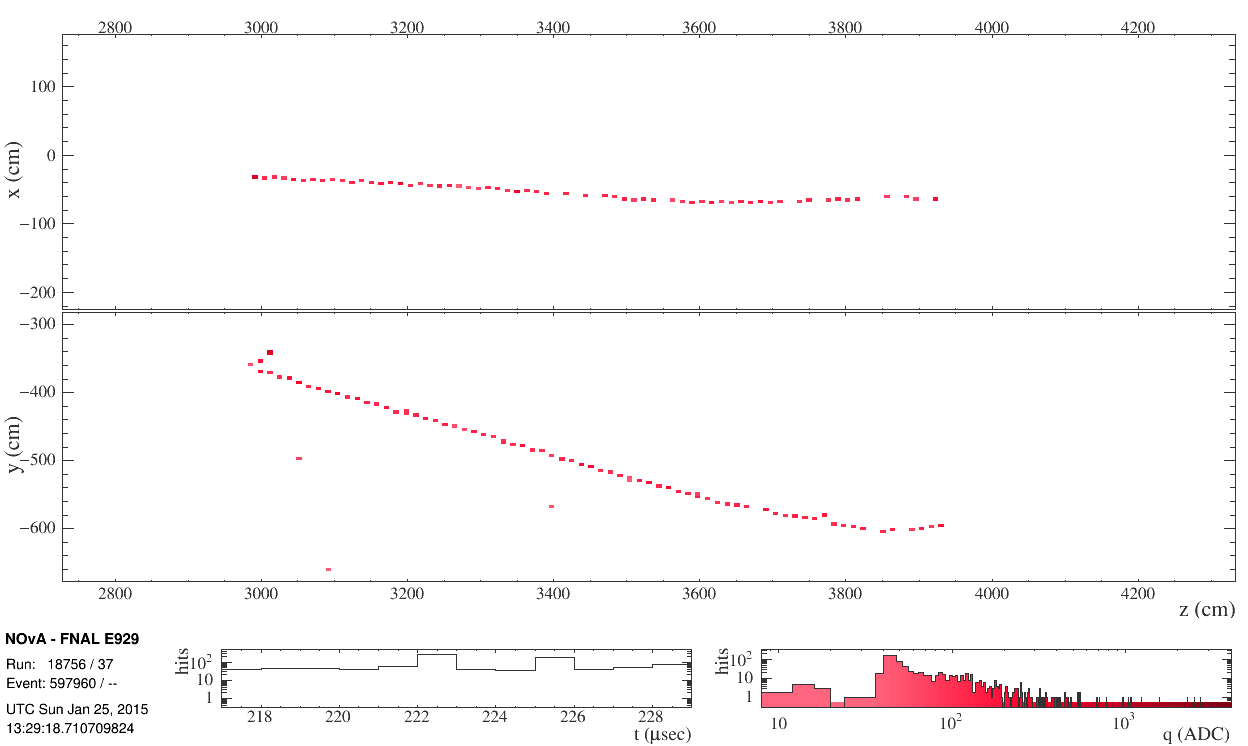 2800 3000 3200 3400 3600 3800 4000 4200
100
0
−100
−200
x (cm)
−300
−400
−500
−600
y (cm)
2800 3000 3200 3400 3600 3800 4000 4200
z (cm)
NOvA - FNAL E929
Run: 18756 / 37
Event: 597960 / --
UTC Sun Jan 25, 2015
13:29:18.710709824
hits
10²
10
1
218 220 222 224 226 228
t (μsec)
hits
10²
10
1
10 10² 10³
q (ADC)